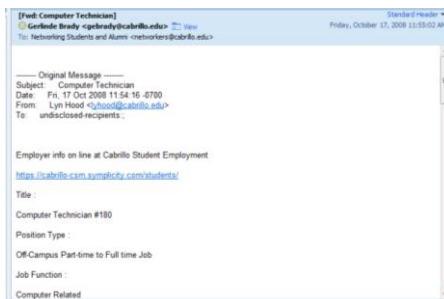 [Fwd: Computer Technician]
Standard Header
Gerlinde Brady <gebrady@cabrillo.edu> View
Friday, October 17, 2008 11:55:02 AM
To: Networking Students and Alumni <networkers@cabrillo.edu>
-------- Original Message --------
Subject: Computer Technician
Date: Fri, 17 Oct 2008 11:54:16 -0700
From: Lyn Hood <lyhood@cabrillo.edu>
To: undisclosed-recipients:;
Employer info on line at Cabrillo Student Employment
https://cabrillo-csm.symplicity.com/students/
Title :
Computer Technician #180
Position Type :
Off-Campus Part-time to Full time Job
Job Function :
Computer Related